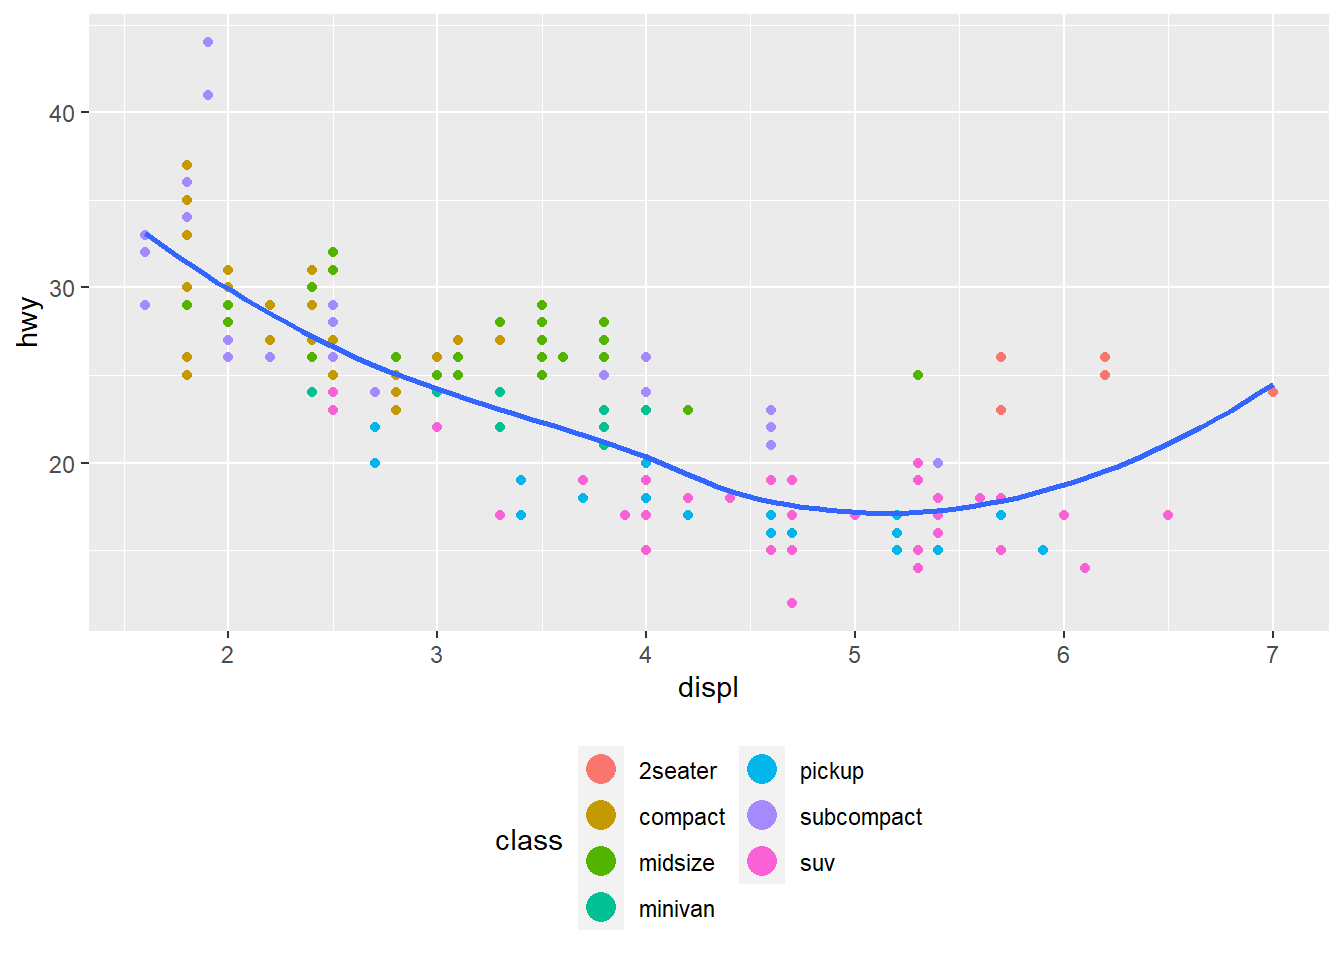 hwy
40
30
20
2 3 4 5 6 7
displ
class
2seater
compact
midsize
minivan
pickup
subcompact
suv